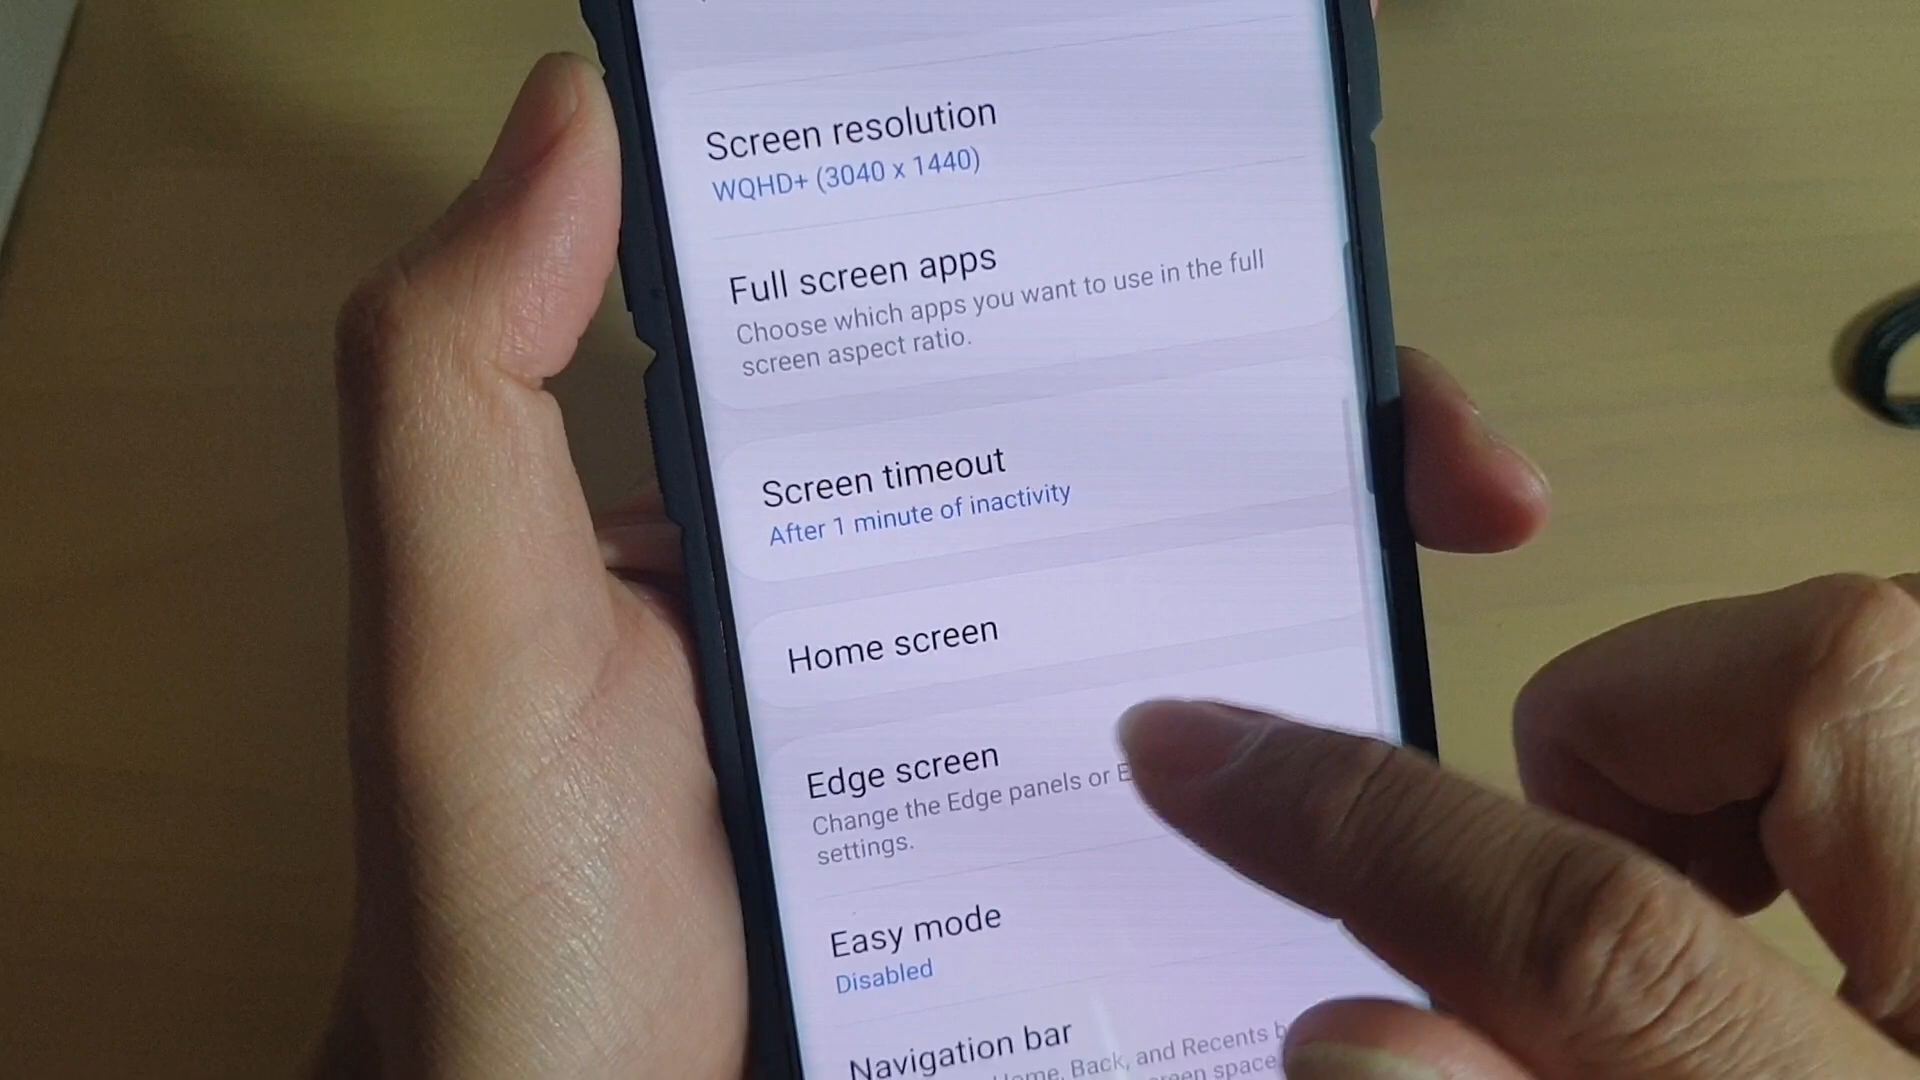 Screen resolution
WQHD+ (3040 x 1440)
Full screen apps
Choose which apps you want to use in the full
screen aspect ratio.
Screen timeout
After 1 minute of inactivity
Home screen
Edge screen
Change the Edge panels or
settings.
Easy mode
Disabled
Navigation bar
Back, and Recents
space